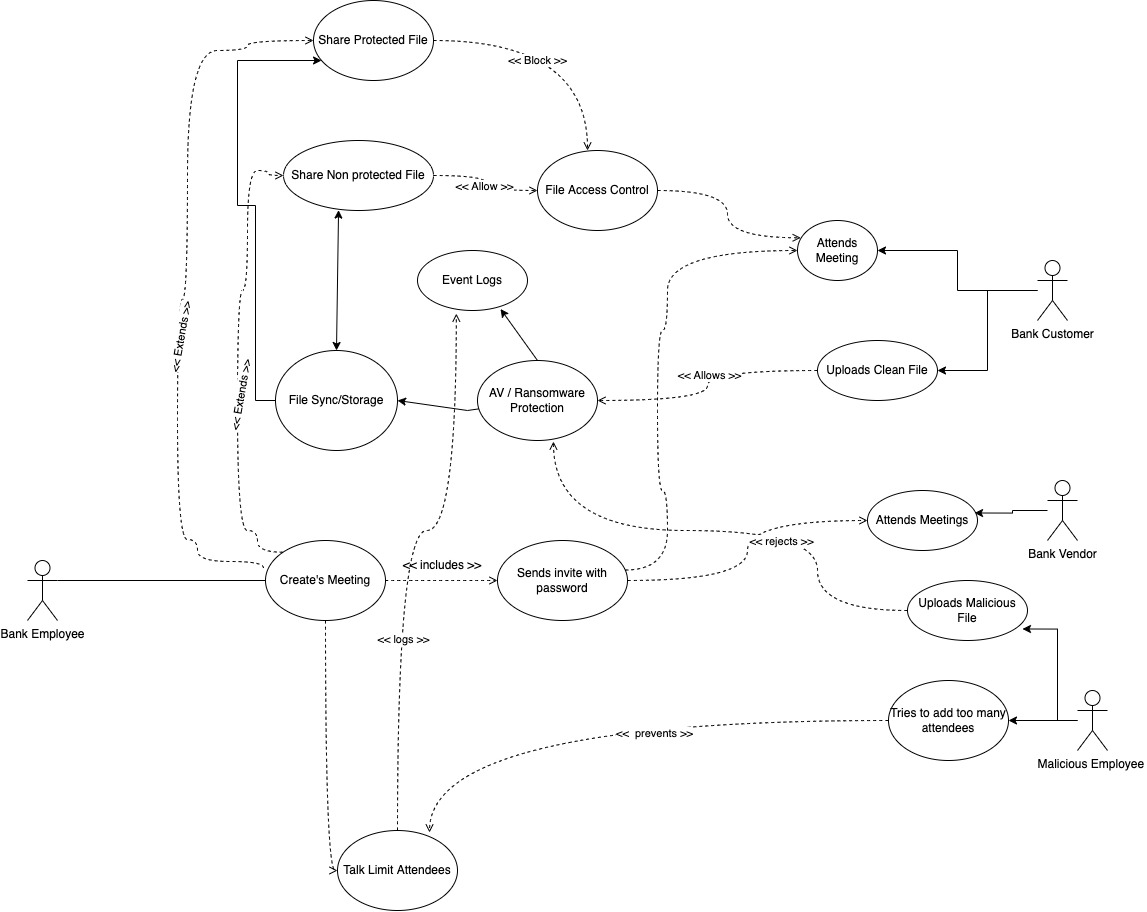 Share Protected File
<< Block >>
Share Non protected File
<< Allow >>
File Access Control
Attends
Meeting
Event Logs
Bank Customer
<< Extends >>
<< Extends >>
File Sync/Storage
AV / Ransomware
Protection
<< Allows >>
Uploads Clean File
Attends Meetings
Bank Vendor
<< rejects >>
Create's Meeting
<< includes >>
Sends invite with
password
Bank Employee
<< logs >>
Uploads Malicious
File
Tries to add too many
attendees
<< prevents >>
Malicious Employee
Talk Limit Attendees